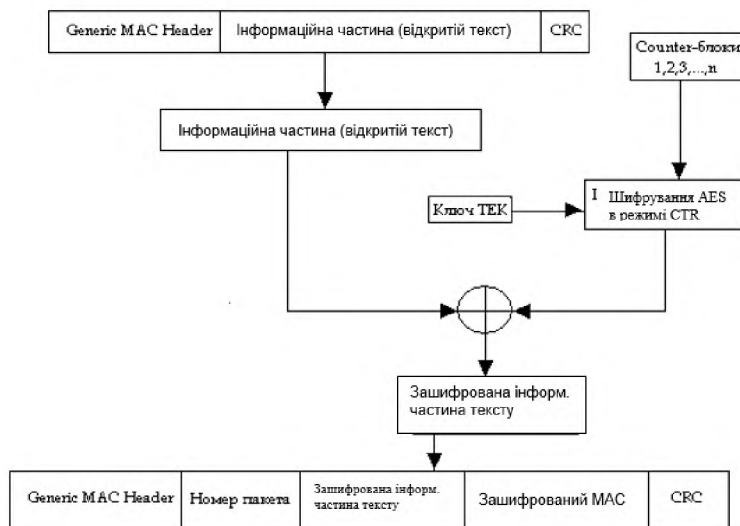 Generic MAC Header Інформаційна частина (відкритій текст) CRC
Counter-блоки
1,2,3,...,n
Інформаційна частина (відкритій текст)
Ключ TEK
I Шифрування AES
в режимі CTR
Зашифрована інформ.
частина тексту
Generic MAC Header Номер пакета Зашифрована інформ.
частина тексту Зашифрований MAC CRC